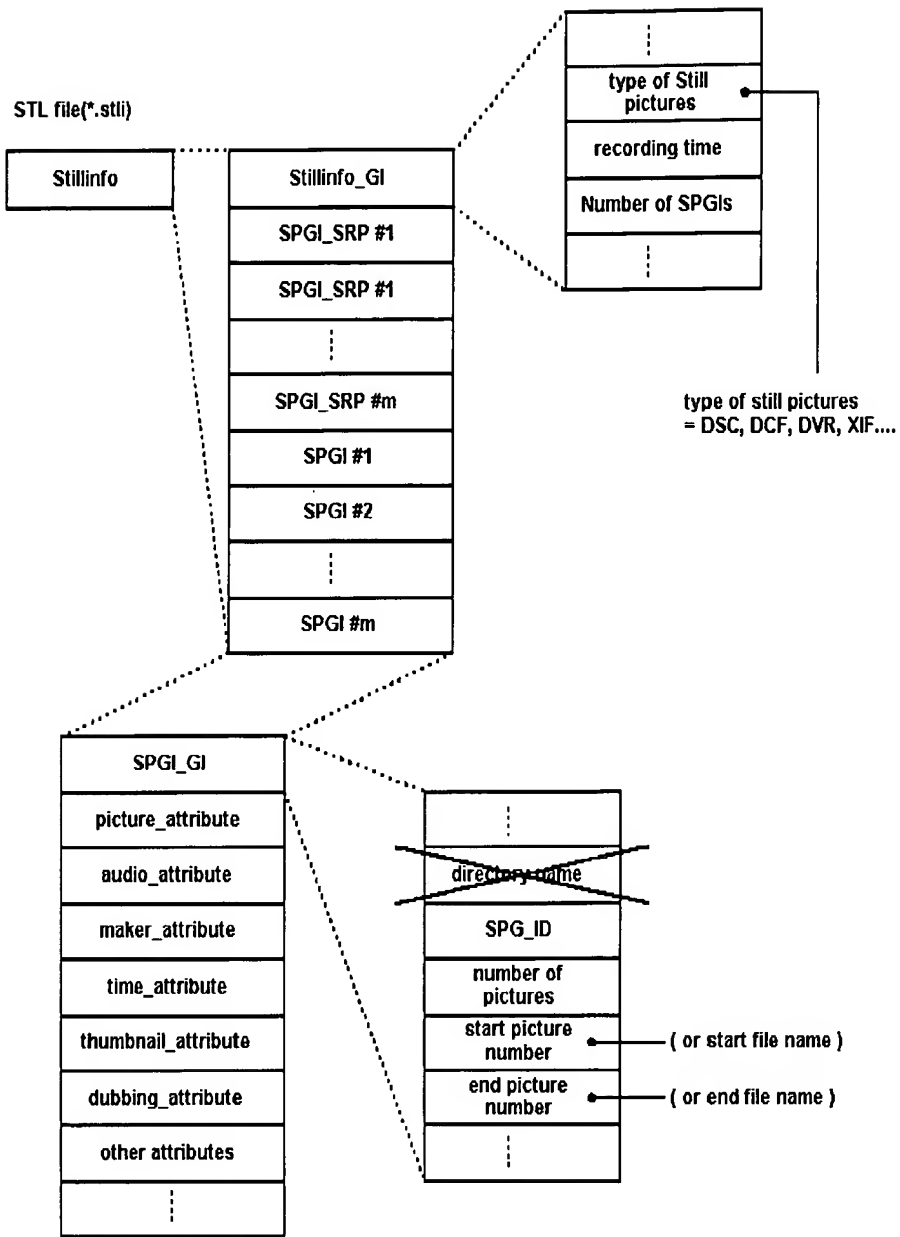 STL file(*.stli)
Stillinfo
Stillinfo_GI
SPGI_SRP #1
SPGI_SRP #1
SPGI_SRP #m
SPGI #1
SPGI #2
SPGI #m
type of Still
pictures
recording time
Number of SPGIs
type of still pictures
= DSC, DCF, DVR, XIF....
SPGI_GI
picture_attribute
audio_attribute
maker_attribute
time_attribute
thumbnail_attribute
dubbing_attribute
other attributes
directory name
SPG_ID
number of
pictures
start picture
number
( or start file name )
end picture
number
( or end file name )